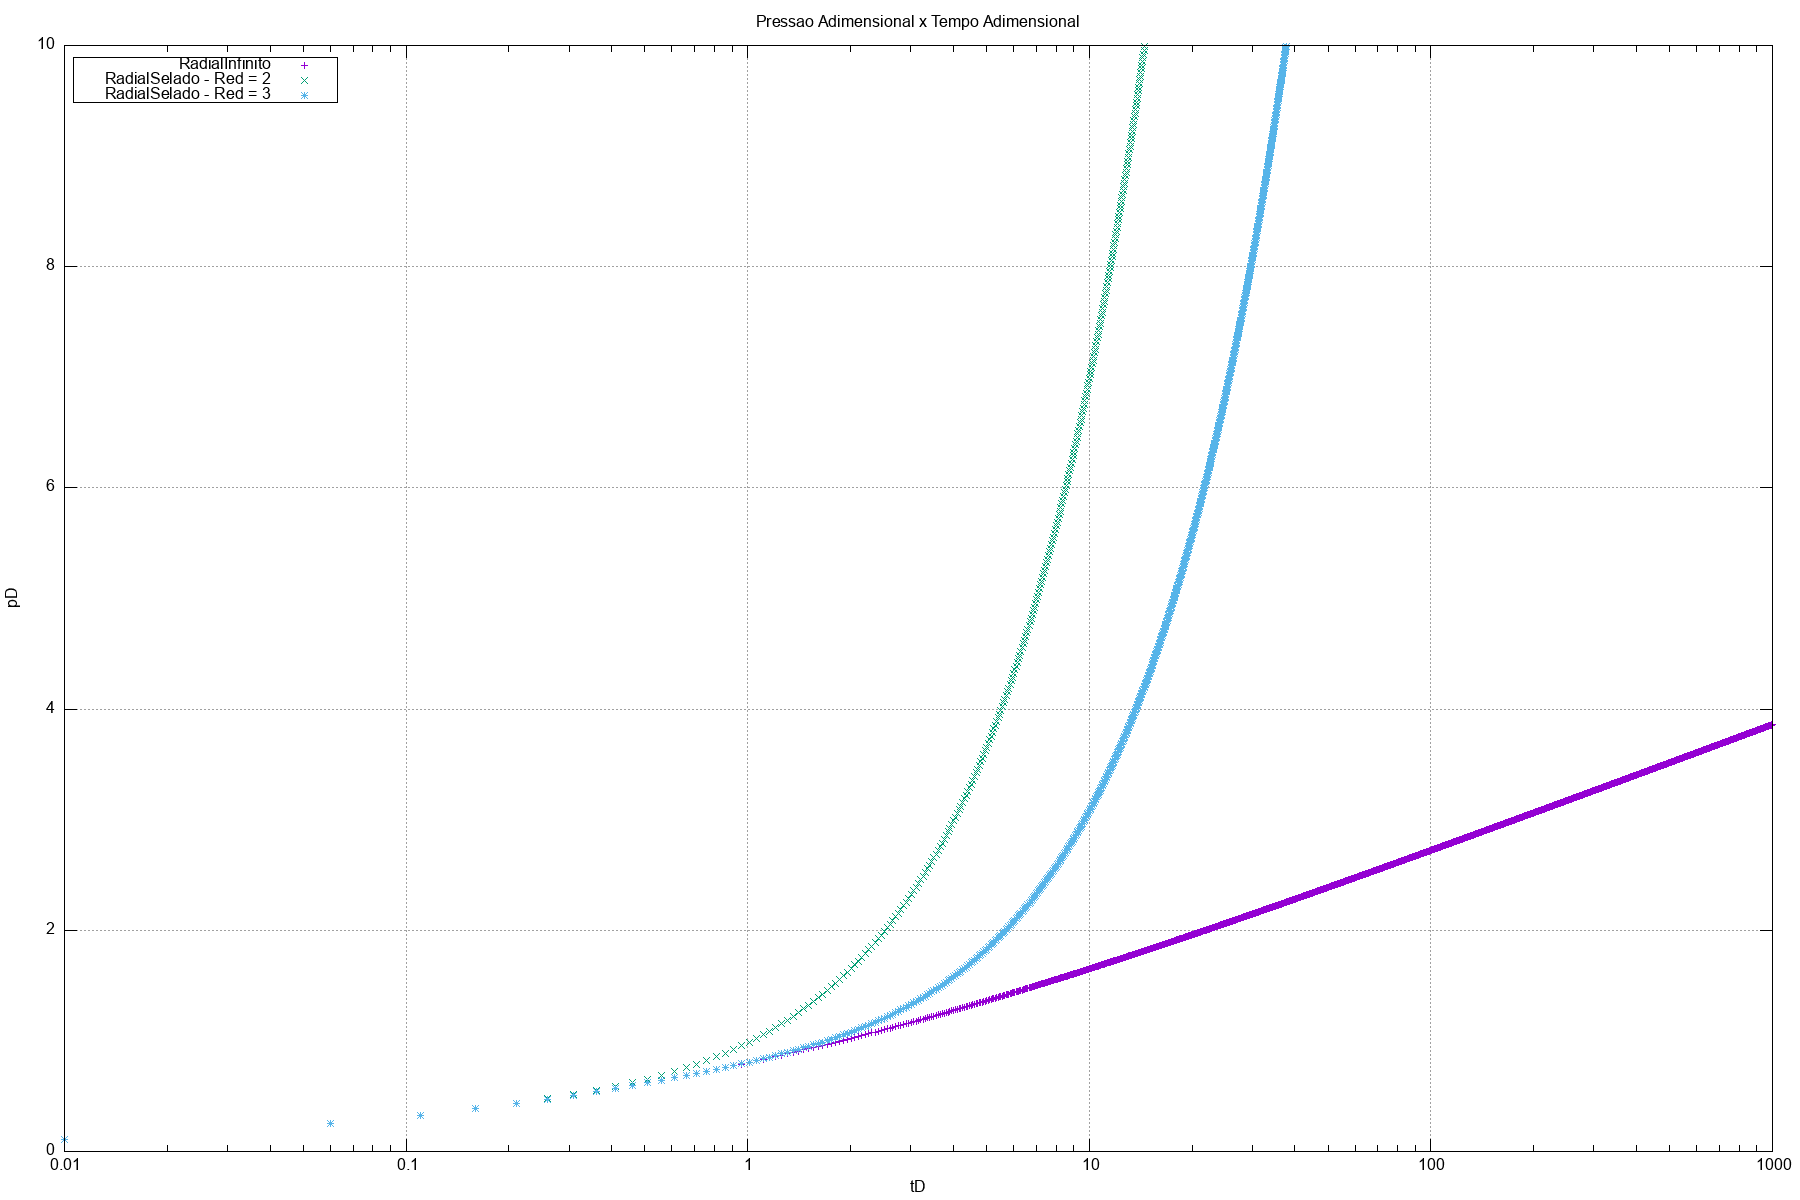 Pressao Adimensional x Tempo Adimensional
10
RadialInfinito
RadialSelado - Red = 2
RadialSelado - Red = 3
8
6
pD
4
2
0
0.01 0.1 1 10 100 1000
tD